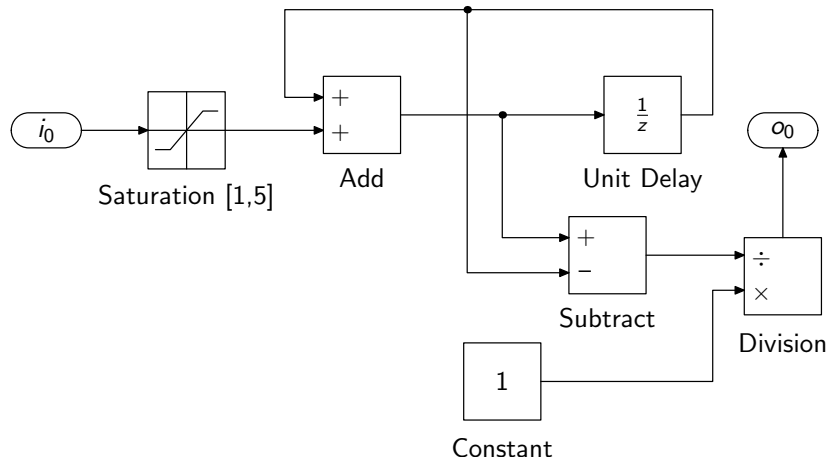 i0
Saturation [1,5]
+
+
Add
1
z
Unit Delay
o0
+
−
Subtract
÷
×
Division
1
Constant